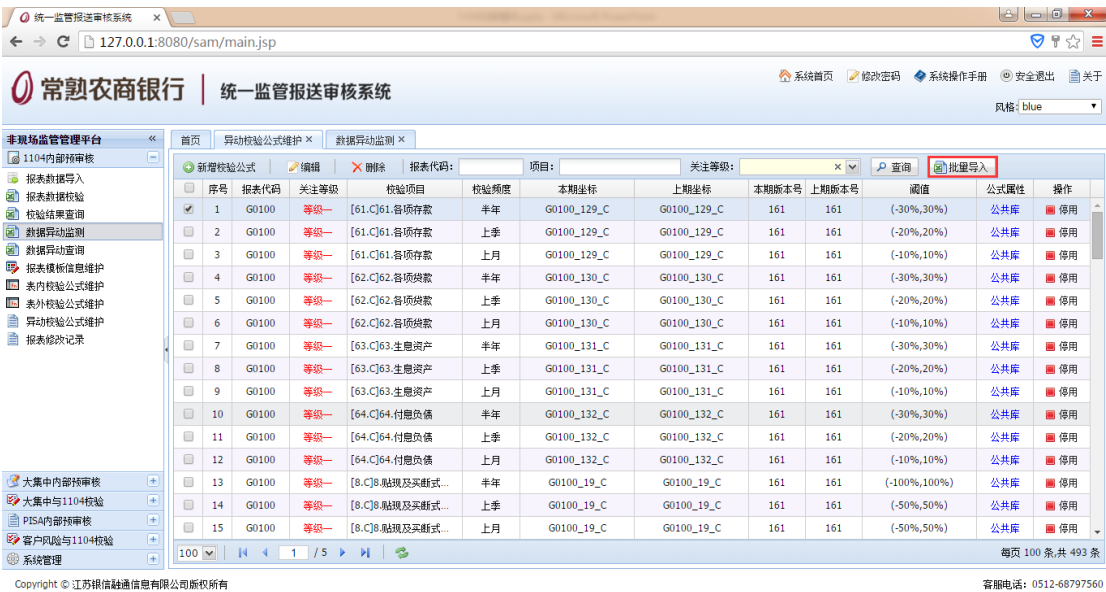 统一监管报送审核系统
127.0.0.1:8080/sam/main.jsp
常熟农商银行 统一监管报送审核系统
系统首页 修改密码 系统操作手册 安全退出 关于
风格: blue
非现场监管管理平台
1104内部预审核
报表数据导入
报表数据校验
校验结果查询
数据异动监测
数据异动查询
报表模板信息维护
表内校验公式维护
表外校验公式维护
异动校验公式维护
报表修改记录
大集中内部预审核
大集中与1104校验
PISA内部预审核
客户风险与1104校验
系统管理
首页 异动校验公式维护 数据异动监测
新增校验公式 编辑 删除 报表代码: 项目: 关注等级: 查询 批量导入
序号 报表代码 关注等级 校验项目 校验频度 本期坐标 上期坐标 本期版本号 上期版本号 阈值 公式属性 操作
1 G0100 等级一 [61.C]61.各项存款 半年 G0100_129_C G0100_129_C 161 161 (-30%,30%) 公共库 停用
2 G0100 等级一 [61.C]61.各项存款 上季 G0100_129_C G0100_129_C 161 161 (-20%,20%) 公共库 停用
3 G0100 等级一 [61.C]61.各项存款 上月 G0100_129_C G0100_129_C 161 161 (-10%,10%) 公共库 停用
4 G0100 等级一 [62.C]62.各项贷款 半年 G0100_130_C G0100_130_C 161 161 (-30%,30%) 公共库 停用
5 G0100 等级一 [62.C]62.各项贷款 上季 G0100_130_C G0100_130_C 161 161 (-20%,20%) 公共库 停用
6 G0100 等级一 [62.C]62.各项贷款 上月 G0100_130_C G0100_130_C 161 161 (-10%,10%) 公共库 停用
7 G0100 等级一 [63.C]63.生息资产 半年 G0100_131_C G0100_131_C 161 161 (-30%,30%) 公共库 停用
8 G0100 等级一 [63.C]63.生息资产 上季 G0100_131_C G0100_131_C 161 161 (-20%,20%) 公共库 停用
9 G0100 等级一 [63.C]63.生息资产 上月 G0100_131_C G0100_131_C 161 161 (-10%,10%) 公共库 停用
10 G0100 等级一 [64.C]64.付息负债 半年 G0100_132_C G0100_132_C 161 161 (-30%,30%) 公共库 停用
11 G0100 等级一 [64.C]64.付息负债 上季 G0100_132_C G0100_132_C 161 161 (-20%,20%) 公共库 停用
12 G0100 等级一 [64.C]64.付息负债 上月 G0100_132_C G0100_132_C 161 161 (-10%,10%) 公共库 停用
13 G0100 等级一 [8.C]8.贴现及买断式... 半年 G0100_19_C G0100_19_C 161 161 (-100%,100%) 公共库 停用
14 G0100 等级一 [8.C]8.贴现及买断式... 上季 G0100_19_C G0100_19_C 161 161 (-50%,50%) 公共库 停用
15 G0100 等级一 [8.C]8.贴现及买断式... 上月 G0100_19_C G0100_19_C 161 161 (-50%,50%) 公共库 停用
100 1 / 5 每页 100 条,共 493 条
Copyright © 江苏银信融通信息有限公司版权所有 客服电话: 0512-68797560